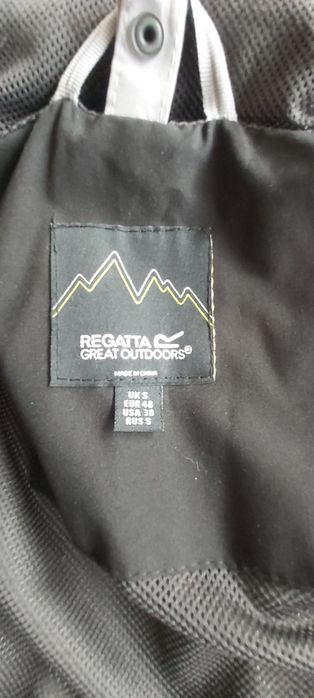 REGATTA
GREAT OUTDOORS®
MADE IN CHINA
UK S
EUR 48
USA 38
RUS S